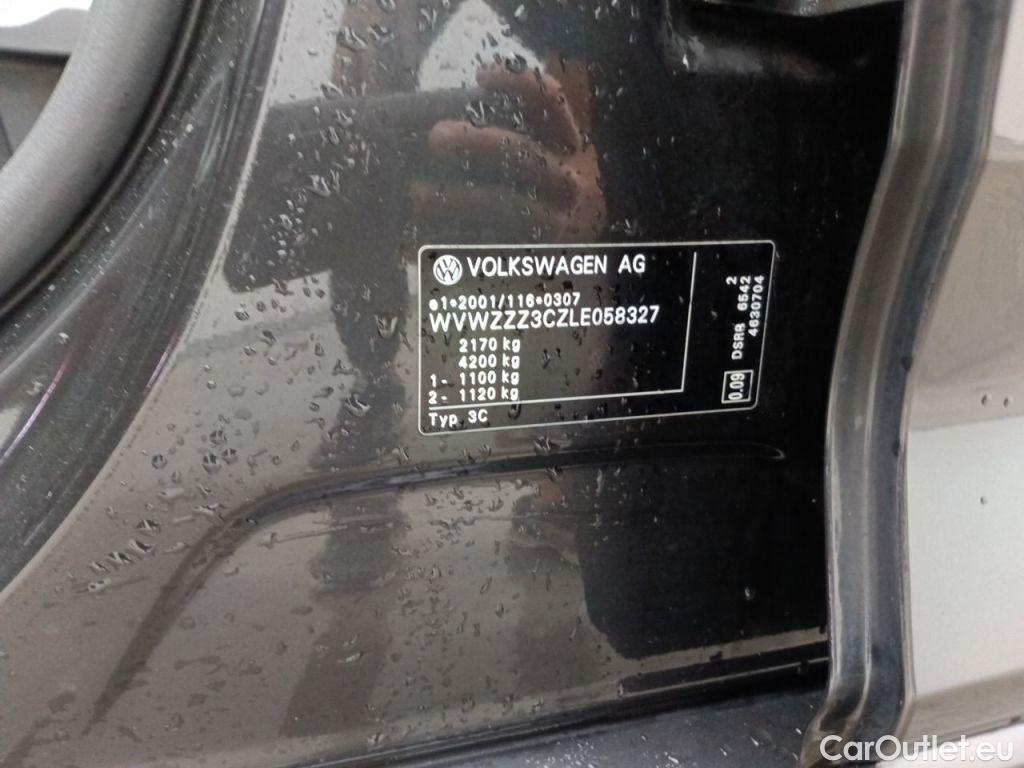 VOLKSWAGEN AG
e1*2001/116*0307
WVWZZZ3CZLE058327
2170 kg
4200 kg
1- 1100 kg
2- 1120 kg
Typ 3C
0.09 DSRB 6542 2
4630704
CarOutlet.eu